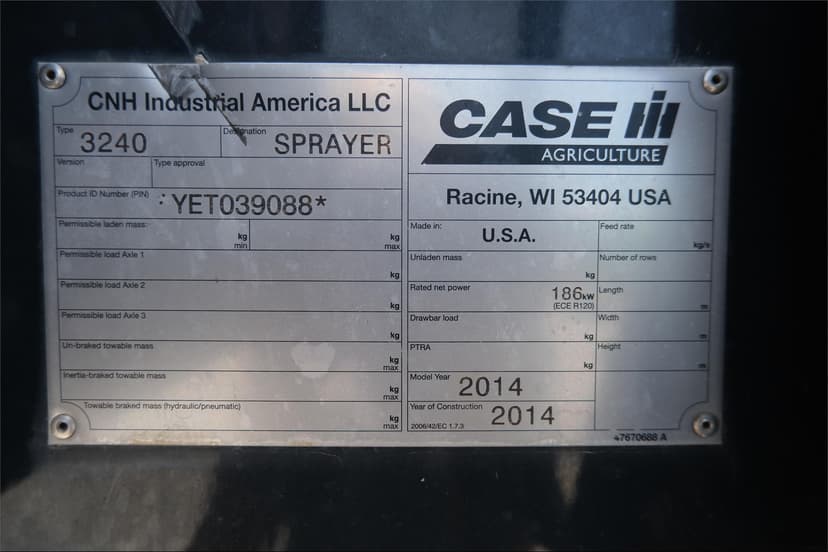 CNH Industrial America LLC
Type 3240 Designation SPRAYER
Version Type approval
Product ID Number (PIN) : YET039088*
Permissible laden mass: kg min kg max
Permissible load Axle 1 kg
Permissible load Axle 2 kg
Permissible load Axle 3 kg
Un-braked towable mass kg max
Inertia-braked towable mass kg max
Towable braked mass (hydraulic/pneumatic) kg max
CASE IH
AGRICULTURE
Racine, WI 53404 USA
Made in: U.S.A. Feed rate kg/s
Unladen mass kg Number of rows
Rated net power 186kW (ECE R120) Length m
Drawbar load kg Width m
PTRA kg Height m
Model Year 2014
Year of Construction 2014
2006/42/EC 1.7.3
47670688 A